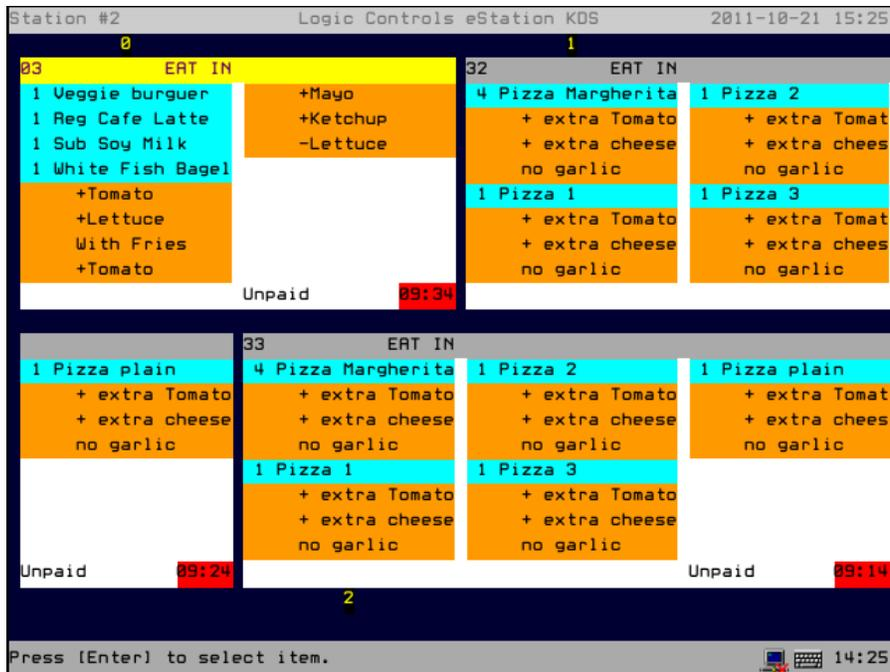 Station #2 Logic Controls eStation KDS 2011-10-21 15:25
0 1
03 EAT IN
1 Veggie burguer
1 Reg Cafe Latte
1 Sub Soy Milk
1 White Fish Bagel
+Tomato
+Lettuce
With Fries
+Tomato
+Mayo
+Ketchup
-Lettuce
Unpaid 09:34
32 EAT IN
4 Pizza Margherita
+ extra Tomato
+ extra cheese
no garlic
1 Pizza 1
+ extra Tomato
+ extra cheese
no garlic
1 Pizza 2
+ extra Tomat
+ extra chees
no garlic
1 Pizza 3
+ extra Tomat
+ extra chees
no garlic
1 Pizza plain
+ extra Tomato
+ extra cheese
no garlic
Unpaid 09:24
33 EAT IN
4 Pizza Margherita
+ extra Tomato
+ extra cheese
no garlic
1 Pizza 1
+ extra Tomato
+ extra cheese
no garlic
1 Pizza 2
+ extra Tomato
+ extra cheese
no garlic
1 Pizza 3
+ extra Tomato
+ extra cheese
no garlic
1 Pizza plain
+ extra Tomat
+ extra chees
no garlic
Unpaid 09:14
2
Press [Enter] to select item. 14:25